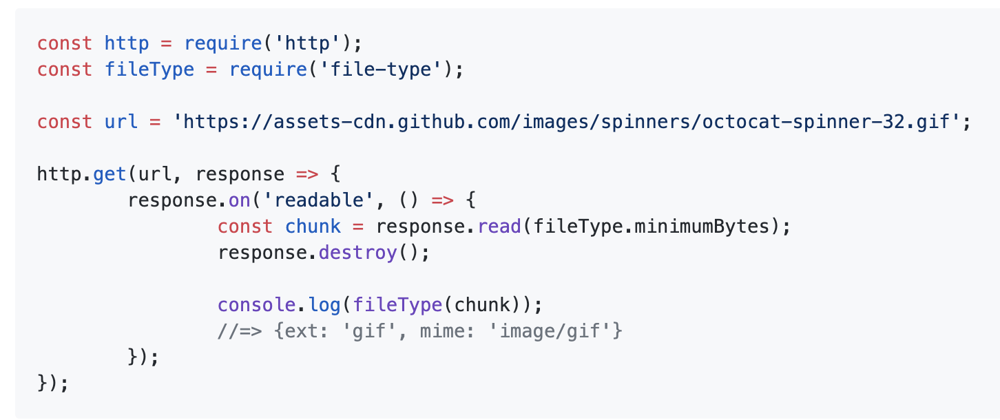 const http = require('http');
const fileType = require('file-type');

const url = 'https://assets-cdn.github.com/images/spinners/octocat-spinner-32.gif';

http.get(url, response => {
        response.on('readable', () => {
                const chunk = response.read(fileType.minimumBytes);
                response.destroy();

                console.log(fileType(chunk));
                //=> {ext: 'gif', mime: 'image/gif'}
        });
});